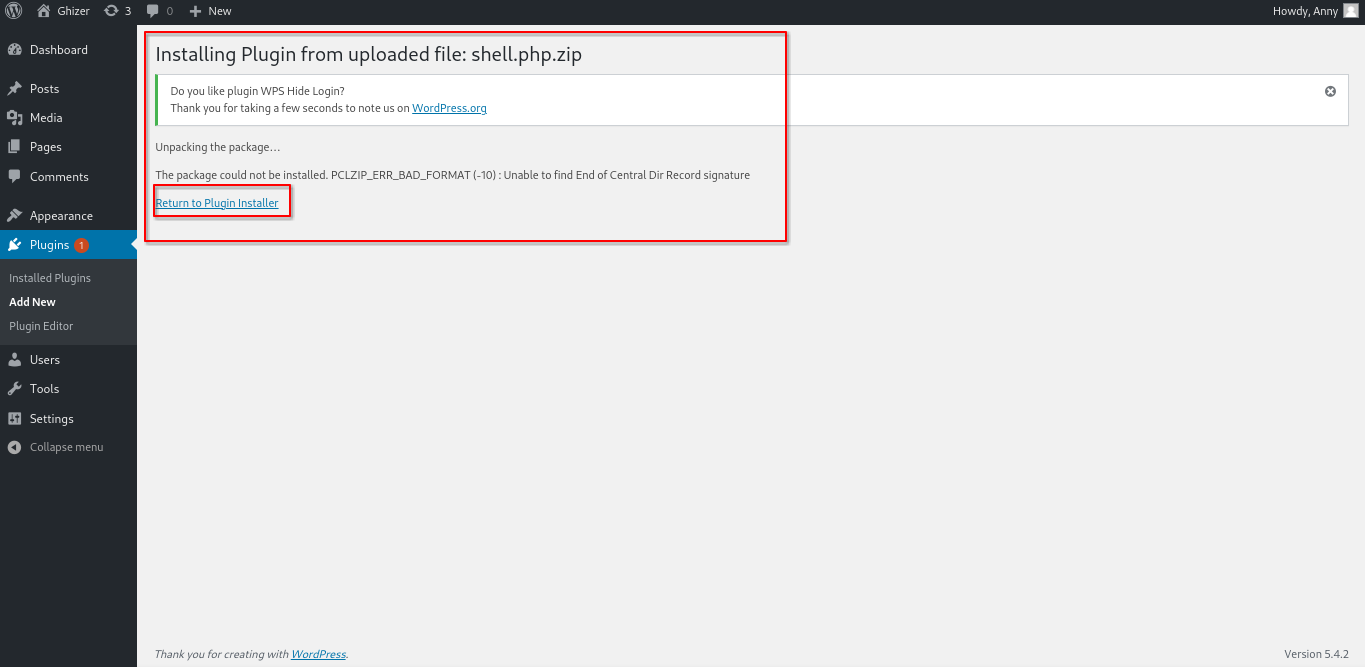 Ghizer 3 0 New Howdy, Anny
Dashboard
Posts
Media
Pages
Comments
Appearance
Plugins 1
Installed Plugins
Add New
Plugin Editor
Users
Tools
Settings
Collapse menu
Installing Plugin from uploaded file: shell.php.zip
Do you like plugin WPS Hide Login?
Thank you for taking a few seconds to note us on WordPress.org
Unpacking the package…
The package could not be installed. PCLZIP_ERR_BAD_FORMAT (-10) : Unable to find End of Central Dir Record signature
Return to Plugin Installer
Thank you for creating with WordPress. Version 5.4.2